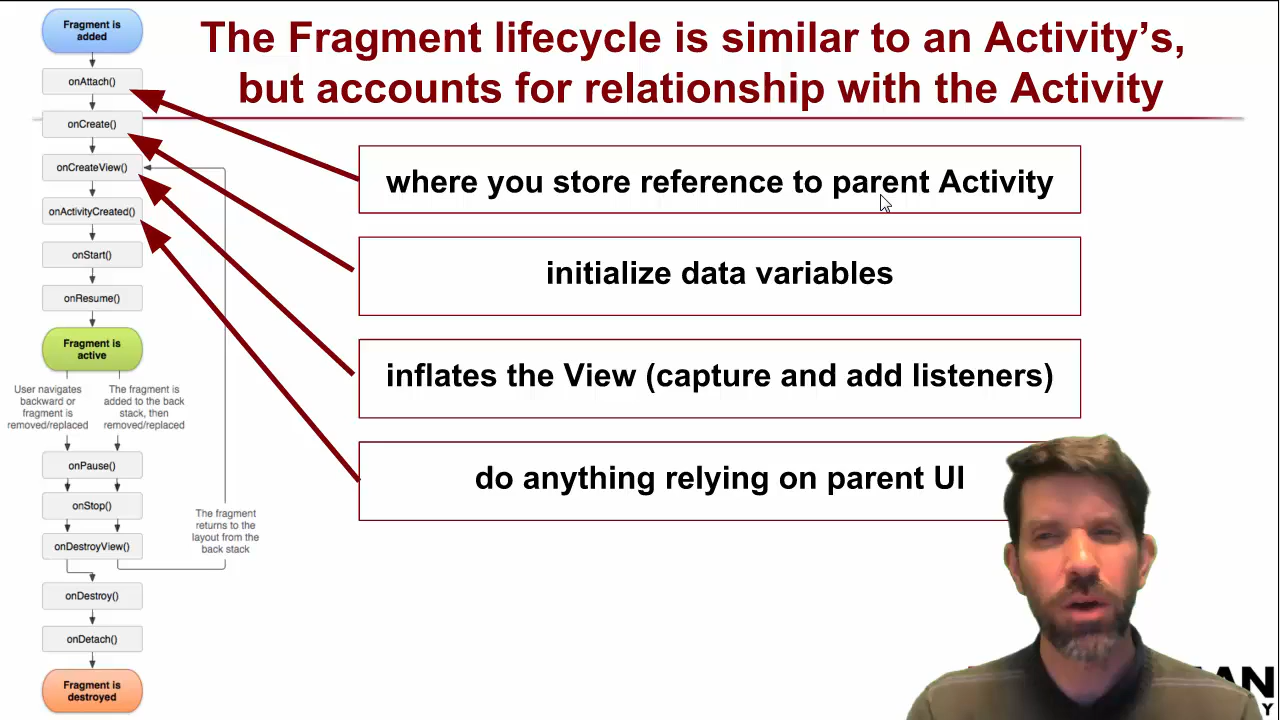 The Fragment lifecycle is similar to an Activity’s,
but accounts for relationship with the Activity
Fragment is
added
onAttach()
onCreate()
onCreateView()
onActivityCreated()
onStart()
onResume()
Fragment is
active
User navigates
backward or
fragment is
removed/replaced
The fragment is
added to the back
stack, then
removed/replaced
onPause()
onStop()
onDestroyView()
The fragment
returns to the
layout from the
back stack
onDestroy()
onDetach()
Fragment is
destroyed
where you store reference to parent Activity
initialize data variables
inflates the View (capture and add listeners)
do anything relying on parent UI